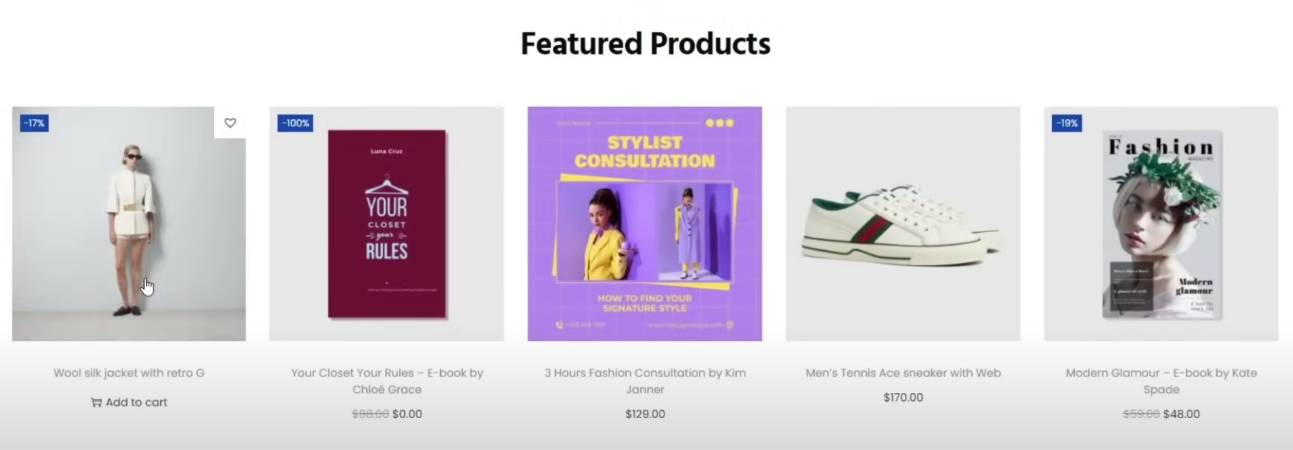 Featured Products
-17%
-100%
Luna Cruz
YOUR
CLOSET
your
RULES
STYLIST
CONSULTATION
HOW TO FIND YOUR
SIGNATURE STYLE
-19%
Fashion
MAGAZINE
Modern
glamour
Wool silk jacket with retro G
Add to cart
Your Closet Your Rules – E-book by
Chloé Grace
$88.00 $0.00
3 Hours Fashion Consultation by Kim
Janner
$129.00
Men's Tennis Ace sneaker with Web
$170.00
Modern Glamour – E-book by Kate
Spade
$59.00 $48.00